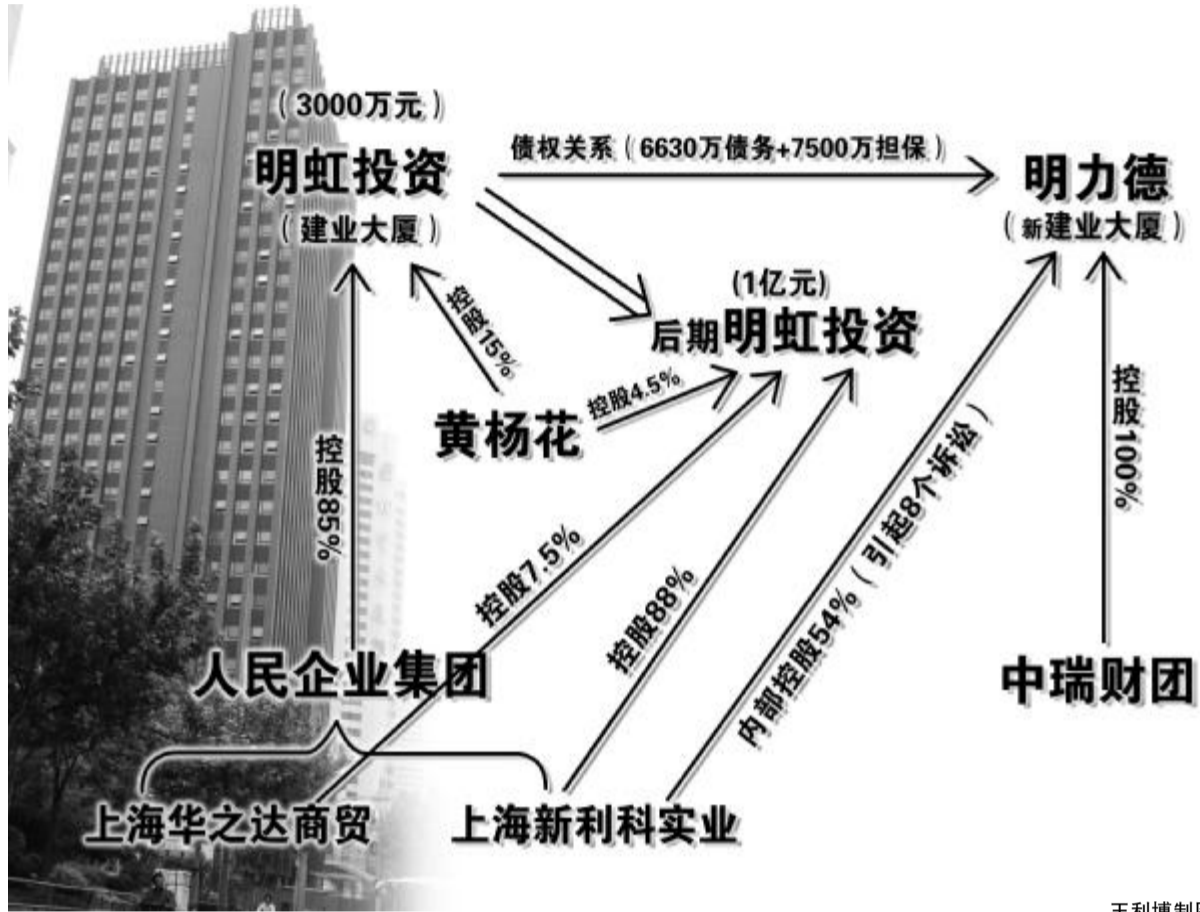 （3000万元）
明虹投资
（建业大厦）
债权关系（6630万债务+7500万担保）
明力德
（新建业大厦）
(1亿元)
后期明虹投资
控股15%
黄杨花
控股4.5%
控股85%
控股7.5%
控股88%
内部控股54%（引起8个诉讼）
控股100%
人民企业集团
中瑞财团
上海华之达商贸
上海新利科实业